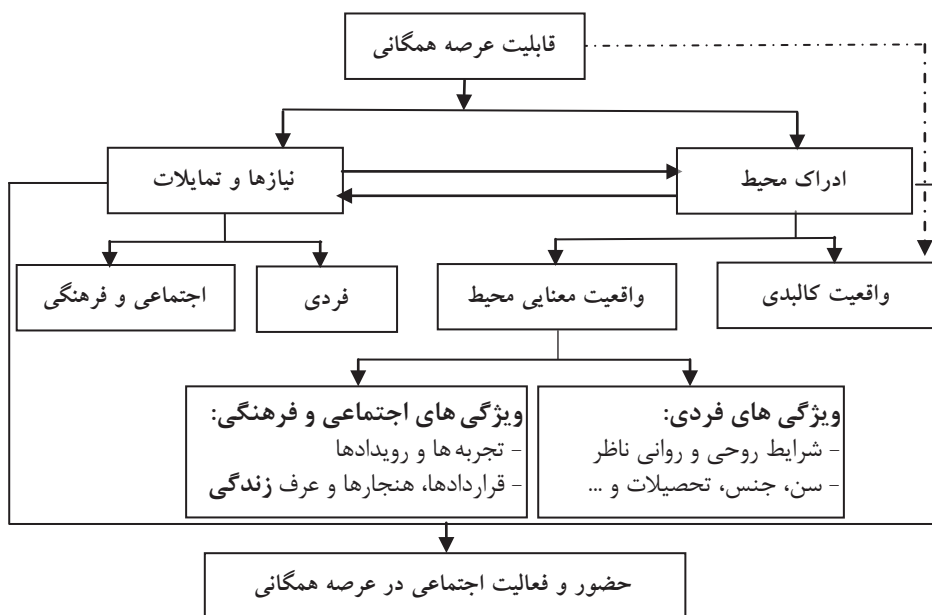 قابلیت عرصه همگانی
ادراک محیط
نیازها و تمایلات
واقعیت کالبدی
واقعیت معنایی محیط
فردی
اجتماعی و فرهنگی
ویژگی های فردی:
- شرایط روحی و روانی ناظر
- سن، جنس، تحصیلات و ...
ویژگی های اجتماعی و فرهنگی:
- تجربه ها و رویدادها
- قراردادها، هنجارها و عرف زندگی
حضور و فعالیت اجتماعی در عرصه همگانی